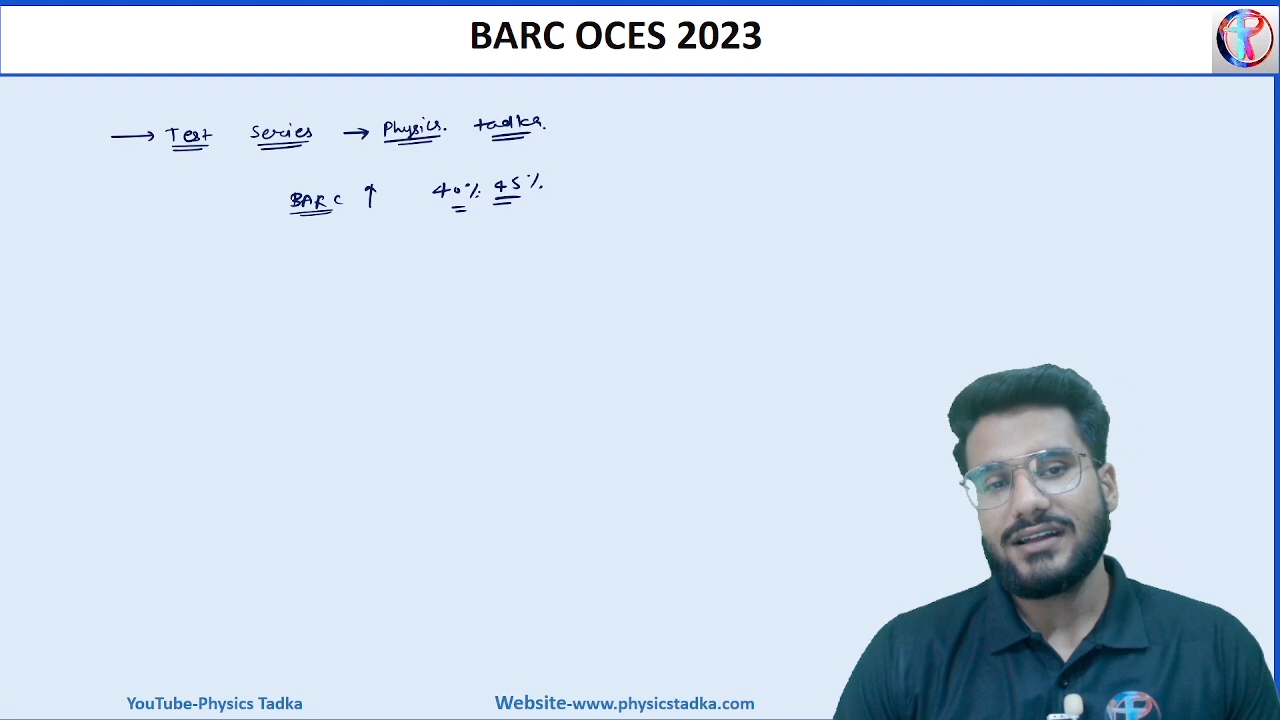 BARC OCES 2023
→ Test Series → Physics. tadka.
BARC ↑ 40% 45%
YouTube-Physics Tadka
Website-www.physicstadka.com